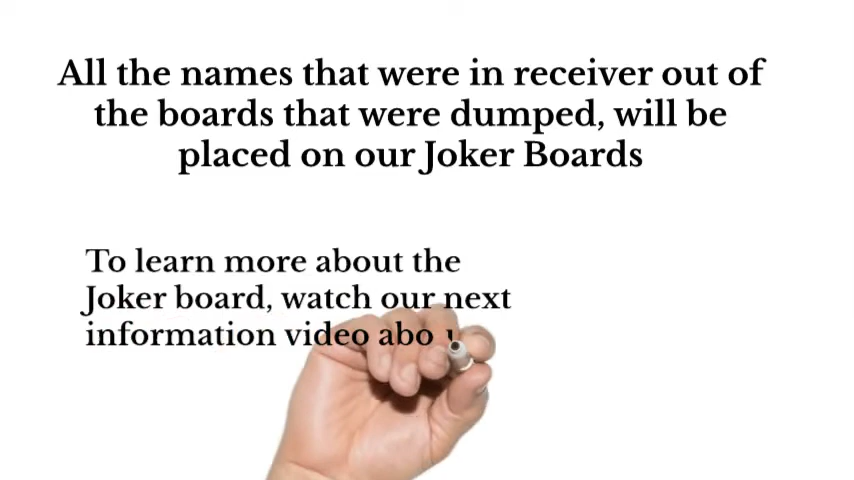 All the names that were in receiver out of
the boards that were dumped, will be
placed on our Joker Boards
To learn more about the
Joker board, watch our next
information video abo